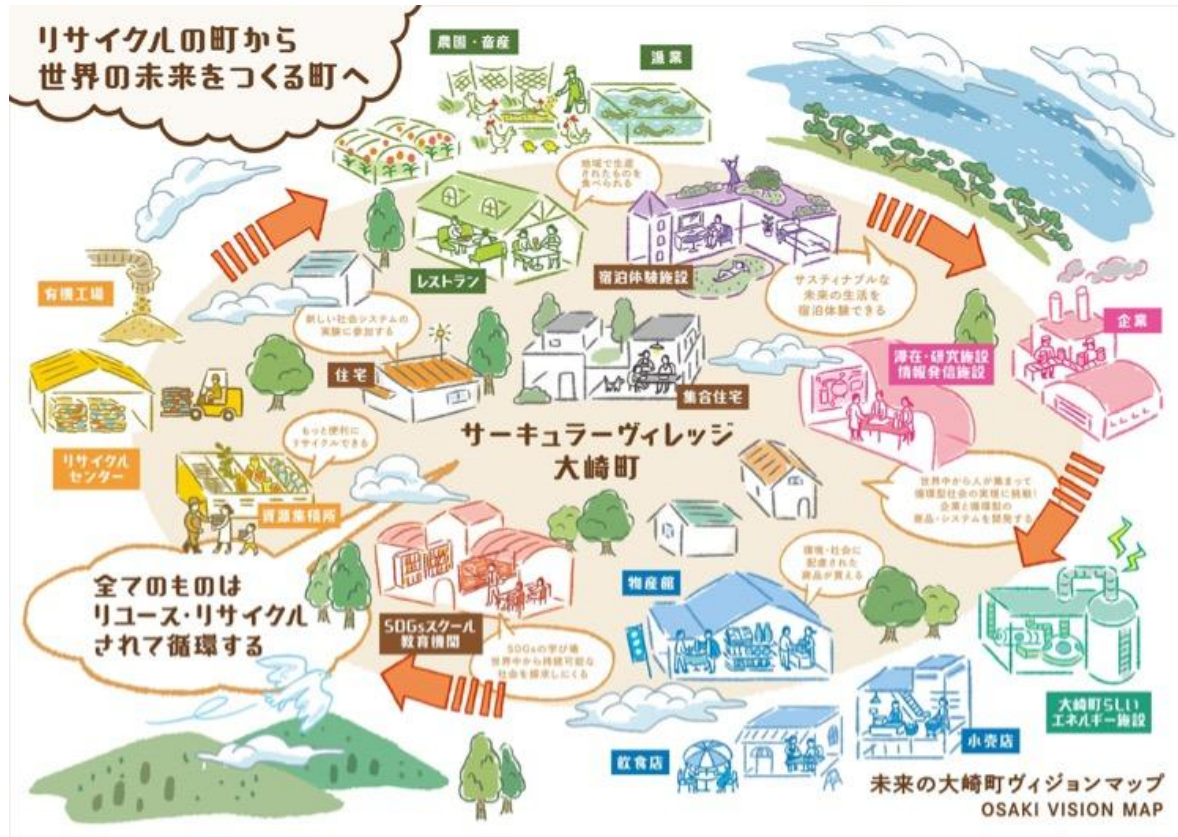 リサイクルの町から
世界の未来をつくる町へ
農園・畜産
漁業
地域で生産
されたものを
食べられる
レストラン
宿泊体験施設
サスティナブルな
未来の生活を
宿泊体験できる
有機工場
新しい社会システムの
実験に参加する
住宅
集合住宅
滞在・研究施設
情報発信施設
企業
サーキュラーヴィレッジ
大崎町
リサイクル
センター
もっと便利に
リサイクルできる
資源集積所
世界中から人が集まって
循環型社会の実現に挑戦!
企業と循環型の
商品・システムを開発する
全てのものは
リユース・リサイクル
されて循環する
SDGsスクール
教育機関
SDGsの学び場
世界中から持続可能な
社会を探求しにくる
物産館
環境・社会に
配慮された
商品が買える
大崎町らしい
エネルギー施設
飲食店
小売店
未来の大崎町ヴィジョンマップ
OSAKI VISION MAP